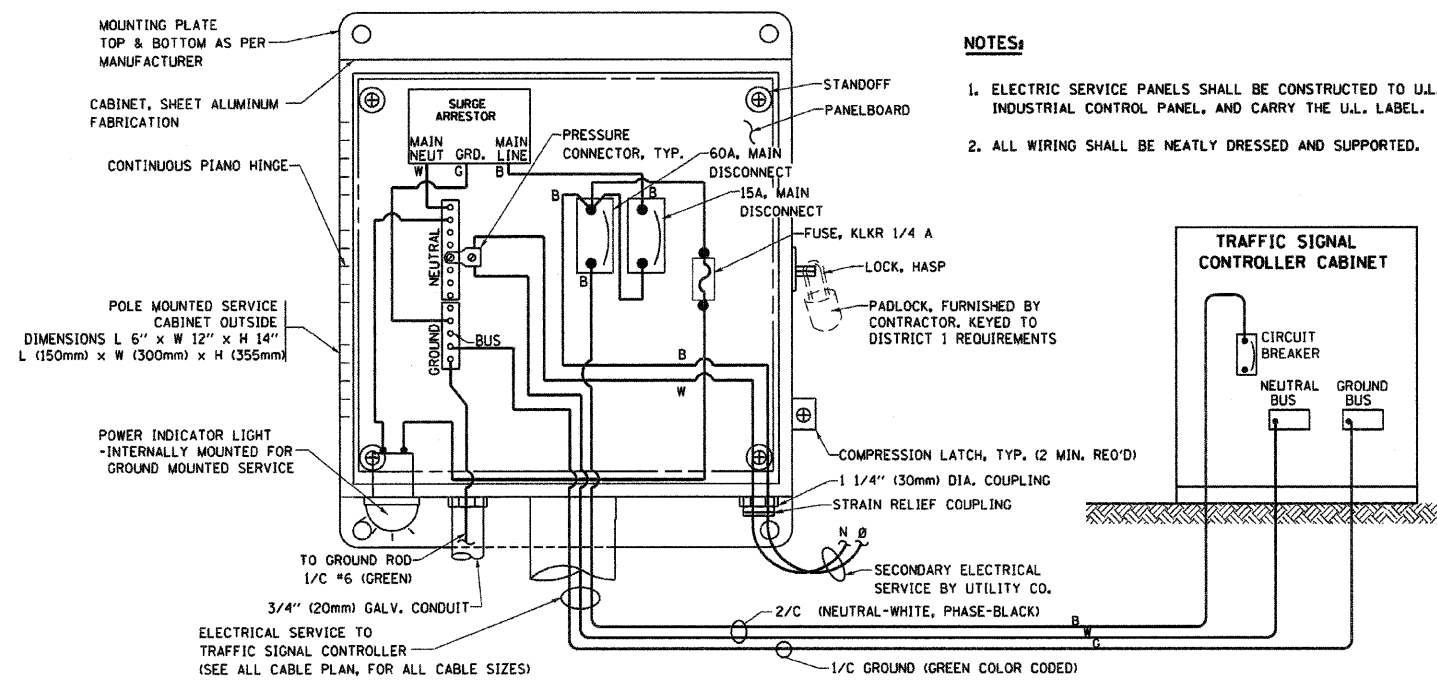 MOUNTING PLATE
TOP & BOTTOM AS PER
MANUFACTURER
CABINET, SHEET ALUMINUM
FABRICATION
CONTINUOUS PIANO HINGE
POLE MOUNTED SERVICE
CABINET OUTSIDE
DIMENSIONS L 6" x W 12" x H 14"
L (150mm) x W (300mm) x H (355mm)
POWER INDICATOR LIGHT
-INTERNALLY MOUNTED FOR
GROUND MOUNTED SERVICE
SURGE
ARRESTOR
MAIN
NEUT
GRD.
MAIN
LINE
W
G
B
PRESSURE
CONNECTOR, TYP.
NEUTRAL
GROUND
BUS
B
B
B
B
W
STANDOFF
PANELBOARD
60A, MAIN
DISCONNECT
15A, MAIN
DISCONNECT
FUSE, KLKR 1/4 A
LOCK, HASP
PADLOCK, FURNISHED BY
CONTRACTOR. KEYED TO
DISTRICT 1 REQUIREMENTS
COMPRESSION LATCH, TYP. (2 MIN. REQ'D)
1 1/4" (30mm) DIA. COUPLING
STRAIN RELIEF COUPLING
N Ø
SECONDARY ELECTRICAL
SERVICE BY UTILITY CO.
TO GROUND ROD
1/C #6 (GREEN)
3/4" (20mm) GALV. CONDUIT
ELECTRICAL SERVICE TO
TRAFFIC SIGNAL CONTROLLER
(SEE ALL CABLE PLAN, FOR ALL CABLE SIZES)
2/C (NEUTRAL-WHITE, PHASE-BLACK)
B
W
G
1/C GROUND (GREEN COLOR CODED)
NOTES:
1. ELECTRIC SERVICE PANELS SHALL BE CONSTRUCTED TO U.L.
INDUSTRIAL CONTROL PANEL, AND CARRY THE U.L. LABEL.
2. ALL WIRING SHALL BE NEATLY DRESSED AND SUPPORTED.
TRAFFIC SIGNAL
CONTROLLER CABINET
CIRCUIT
BREAKER
NEUTRAL
BUS
GROUND
BUS